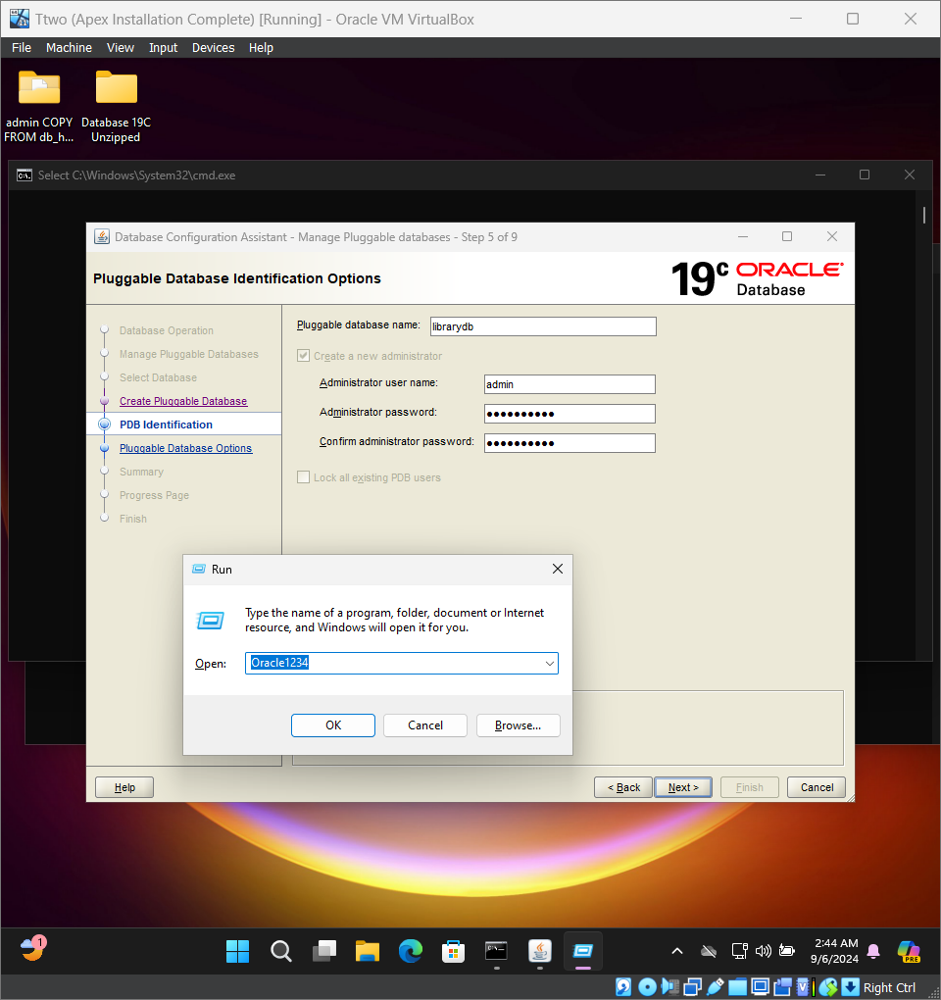 Ttwo (Apex Installation Complete) [Running] - Oracle VM VirtualBox
File Machine View Input Devices Help
admin COPY
FROM db_h...
Database 19C
Unzipped
Select C:\Windows\System32\cmd.exe
Database Configuration Assistant - Manage Pluggable databases - Step 5 of 9
Pluggable Database Identification Options
19c ORACLE
Database
Database Operation
Manage Pluggable Databases
Select Database
Create Pluggable Database
PDB Identification
Pluggable Database Options
Summary
Progress Page
Finish
Pluggable database name: librarydb
Create a new administrator
Administrator user name: admin
Administrator password: ••••••••••
Confirm administrator password: ••••••••••
Lock all existing PDB users
Run
Type the name of a program, folder, document or Internet
resource, and Windows will open it for you.
Open: Oracle1234
OK Cancel Browse...
Help < Back Next > Finish Cancel
1
2:44 AM
9/6/2024
PRE
Right Ctrl